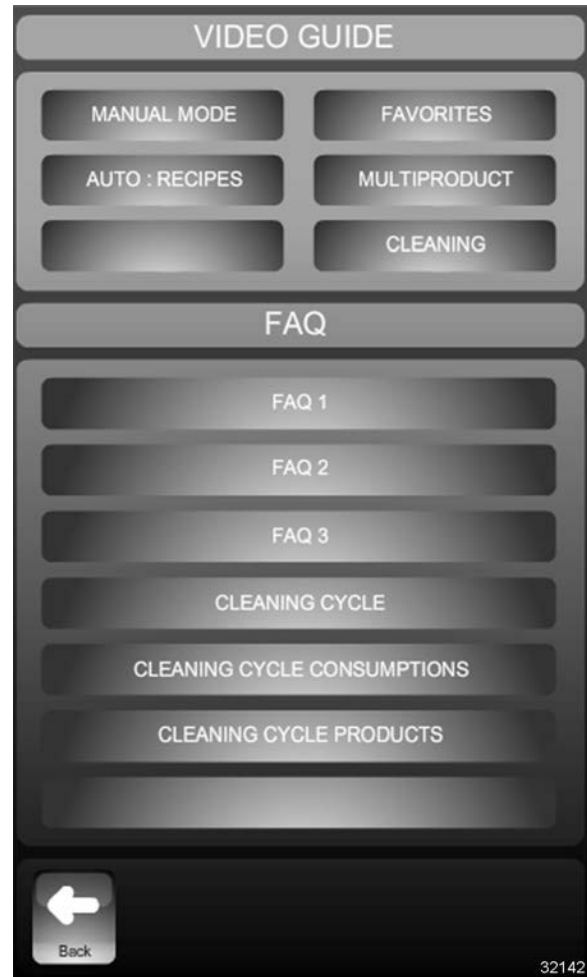 VIDEO GUIDE
MANUAL MODE
FAVORITES
AUTO : RECIPES
MULTIPRODUCT
CLEANING
FAQ
FAQ 1
FAQ 2
FAQ 3
CLEANING CYCLE
CLEANING CYCLE CONSUMPTIONS
CLEANING CYCLE PRODUCTS
Back
32142